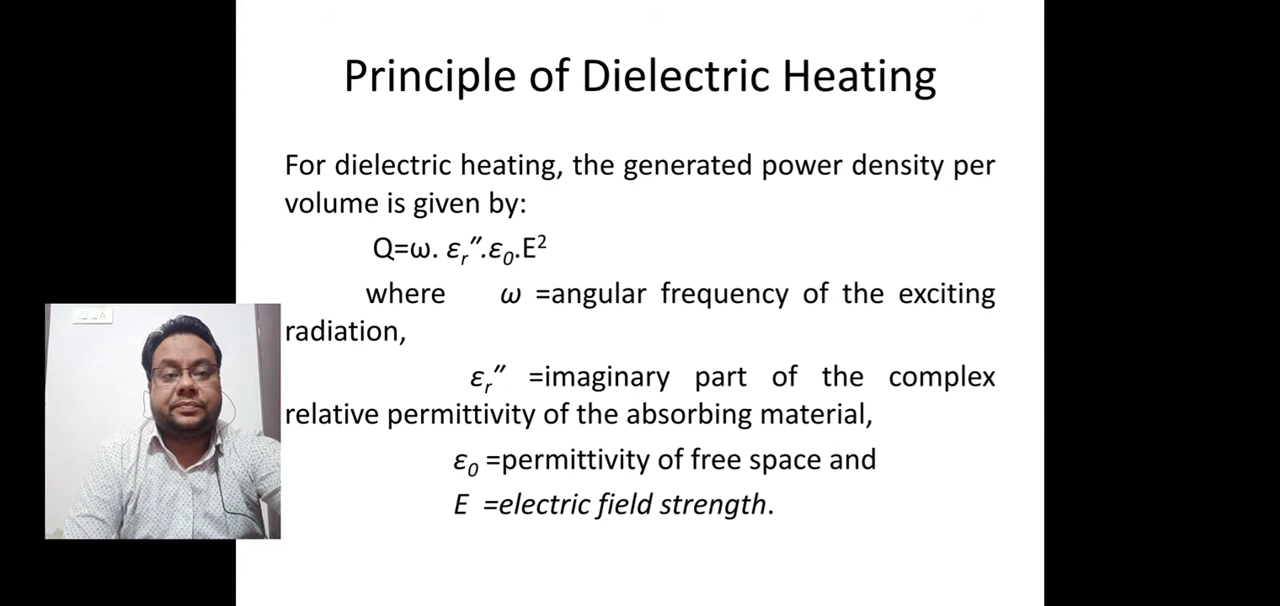 Principle of Dielectric Heating
For dielectric heating, the generated power density per
volume is given by:
Q=ω. εᵣ″.ε₀.E²
where ω =angular frequency of the exciting
radiation,
εᵣ″ =imaginary part of the complex
relative permittivity of the absorbing material,
ε₀ =permittivity of free space and
E =electric field strength.